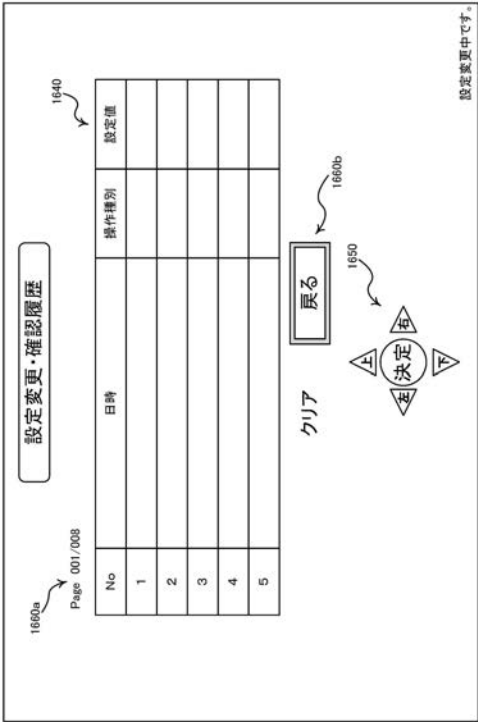 設定変更・確認履歴
1660a
Page 001/008
1640
No 日時 操作種別 設定値
1
2
3
4
5
クリア 戻る
1660b
1650
上
左 決定 右
下
設定変更中です。